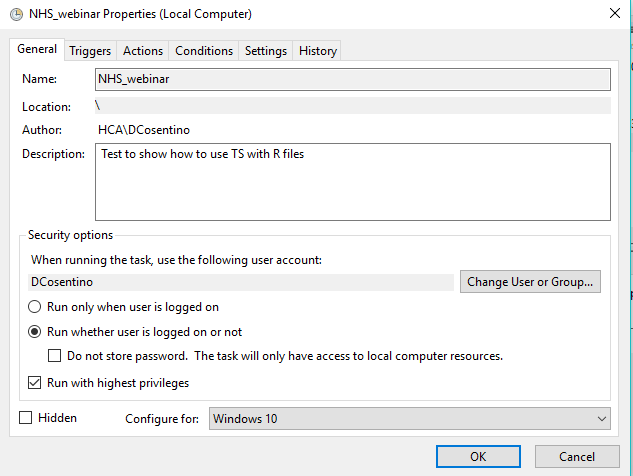 NHS_webinar Properties (Local Computer)
General Triggers Actions Conditions Settings History
Name: NHS_webinar
Location: \
Author: HCA\DCosentino
Description: Test to show how to use TS with R files
Security options
When running the task, use the following user account:
DCosentino Change User or Group...
Run only when user is logged on
Run whether user is logged on or not
Do not store password. The task will only have access to local computer resources.
Run with highest privileges
Hidden Configure for: Windows 10
OK Cancel